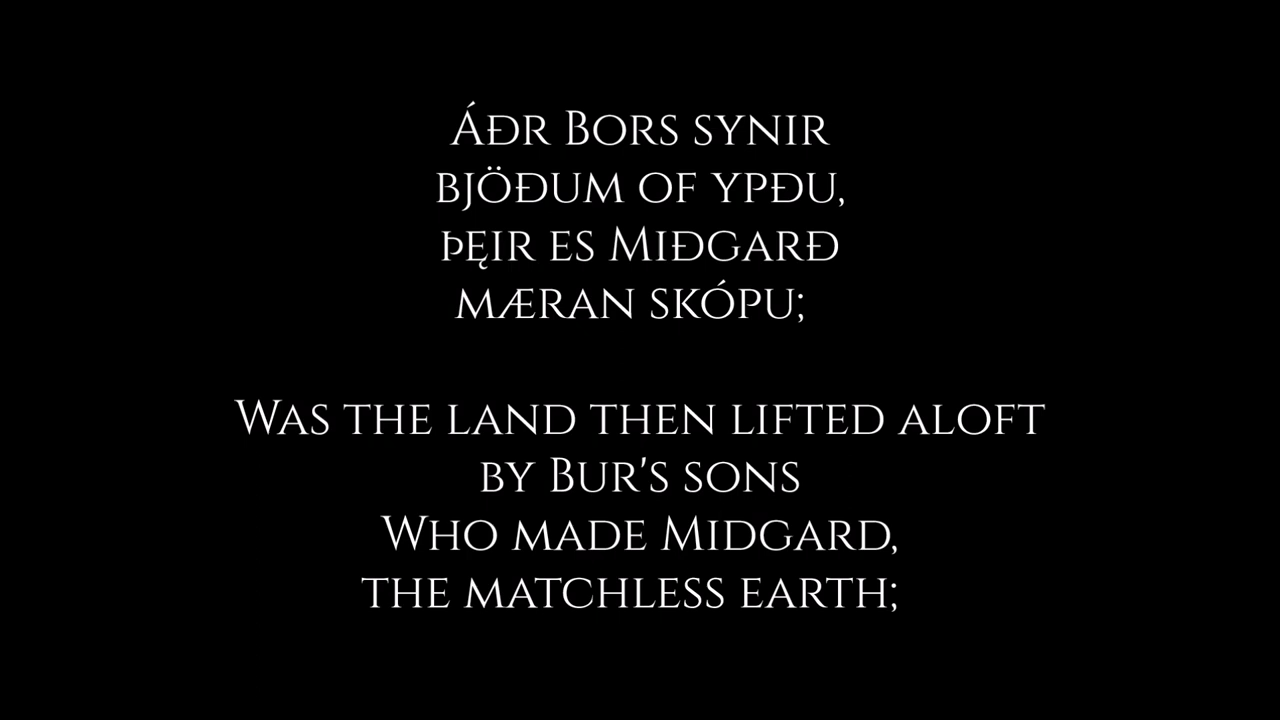 Áðr Bors synir
bjöðum of ypðu,
þęir es Miðgarð
mæran skópu;
Was the land then lifted aloft
by Bur's sons
Who made Midgard,
the matchless earth;